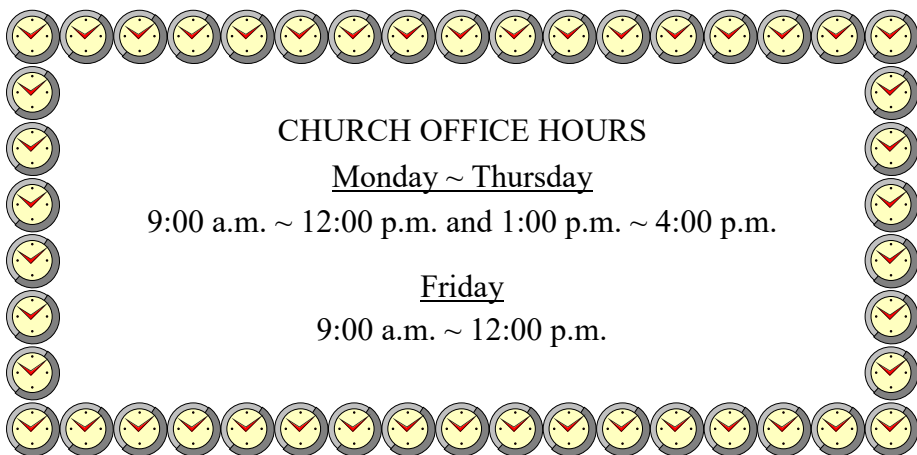 CHURCH OFFICE HOURS
Monday ~ Thursday
9:00 a.m. ~ 12:00 p.m. and 1:00 p.m. ~ 4:00 p.m.
Friday
9:00 a.m. ~ 12:00 p.m.